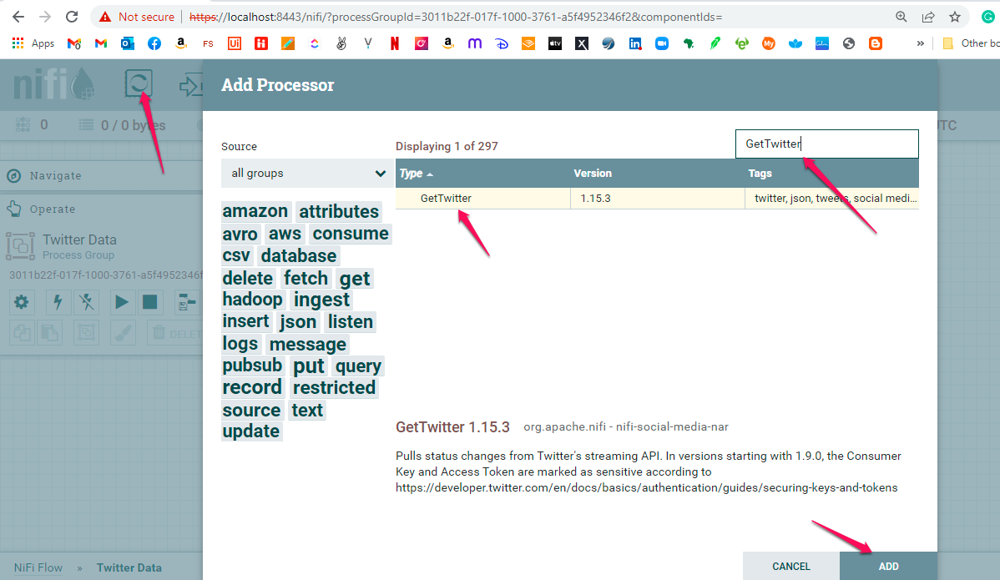 Not secure | https://localhost:8443/nifi/?processGroupId=3011b22f-017f-1000-3761-a5f4952346f2&componentIds=
Apps FS Ui » Other bo
nifi
Add Processor
0 0 / 0 bytes UTC
Source Displaying 1 of 297 GetTwitter
all groups Type Version Tags
GetTwitter 1.15.3 twitter, json, tweets, social medi...
Navigate
Operate
Twitter Data
Process Group
3011b22f-017f-1000-3761-a5f4952346f
DELET
amazon attributes
avro aws consume
csv database
delete fetch get
hadoop ingest
insert json listen
logs message
pubsub put query
record restricted
source text
update
GetTwitter 1.15.3 org.apache.nifi - nifi-social-media-nar
Pulls status changes from Twitter's streaming API. In versions starting with 1.9.0, the Consumer
Key and Access Token are marked as sensitive according to
https://developer.twitter.com/en/docs/basics/authentication/guides/securing-keys-and-tokens
CANCEL ADD
NiFi Flow » Twitter Data